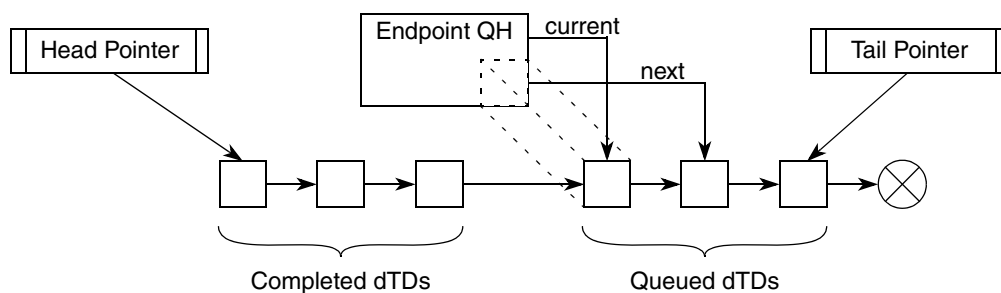 Endpoint QH
current
Head Pointer
Tail Pointer
next
Completed dTDs
Queued dTDs